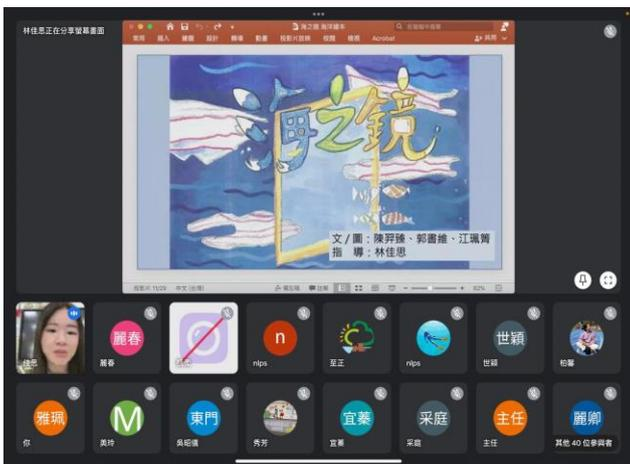 林佳思正在分享螢幕畫面
海之鏡 海洋繪本
常用 插入 繪圖 設計 轉場 動畫 投影片放映 校閱 檢視 Acrobat
共用
海之鏡
文/圖：陳羿臻、郭書維、江珮箐
指　導：林佳思
投影片 11/29 中文 (台灣)
備忘稿 註解
62%
麗春
n
世穎
佳思
麗春
nlps
至正
nlps
世穎
柏馨
雅珮
M
東門
宜蓁
采庭
主任
麗卿
你
美玲
吳昭儀
秀芳
宜蓁
采庭
主任
其他 40 位參與者